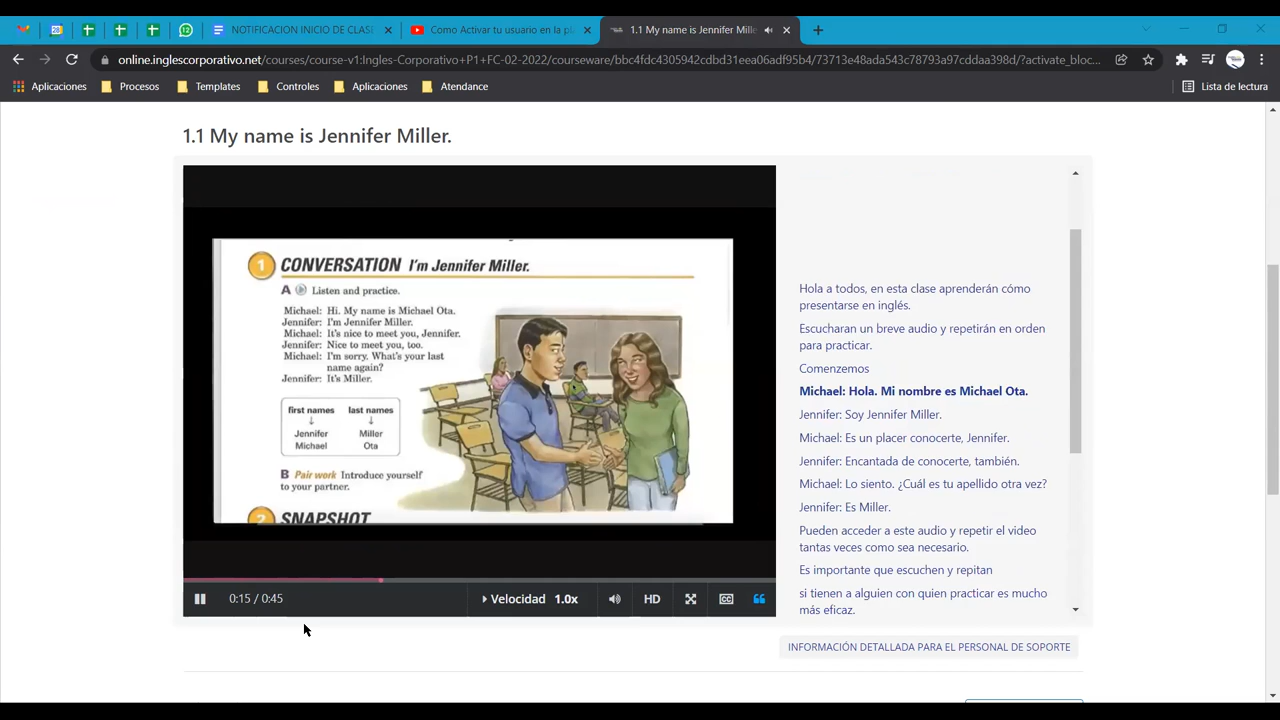 NOTIFICACION INICIO DE CLASE
Como Activar tu usuario en la pl
1.1 My name is Jennifer Mille
online.inglescorporativo.net/courses/course-v1:Ingles-Corporativo+P1+FC-02-2022/courseware/bbc4fdc4305942cdbd31eea06adf95b4/73713e48ada543c78793a97cddaa398d/?activate_bloc...
Aplicaciones Procesos Templates Controles Aplicaciones Atendance Lista de lectura
1.1 My name is Jennifer Miller.
1 CONVERSATION I'm Jennifer Miller.
A Listen and practice.
Michael: Hi. My name is Michael Ota.
Jennifer: I'm Jennifer Miller.
Michael: It's nice to meet you, Jennifer.
Jennifer: Nice to meet you, too.
Michael: I'm sorry. What's your last
name again?
Jennifer: It's Miller.
first names last names
↓ ↓
Jennifer Miller
Michael Ota
B Pair work Introduce yourself
to your partner.
2 SNAPSHOT
Hola a todos, en esta clase aprenderán cómo
presentarse en inglés.
Escucharan un breve audio y repetirán en orden
para practicar.
Comenzemos
Michael: Hola. Mi nombre es Michael Ota.
Jennifer: Soy Jennifer Miller.
Michael: Es un placer conocerte, Jennifer.
Jennifer: Encantada de conocerte, también.
Michael: Lo siento. ¿Cuál es tu apellido otra vez?
Jennifer: Es Miller.
Pueden acceder a este audio y repetir el video
tantas veces como sea necesario.
Es importante que escuchen y repitan
si tienen a alguien con quien practicar es mucho
más eficaz.
0:15 / 0:45 Velocidad 1.0x HD CC
INFORMACIÓN DETALLADA PARA EL PERSONAL DE SOPORTE